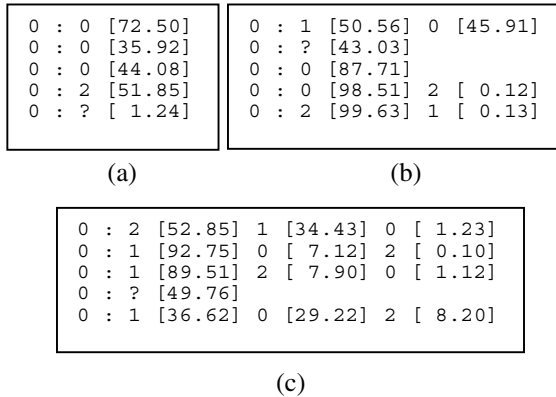 0 : 0 [72.50]
0 : 0 [35.92]
0 : 0 [44.08]
0 : 2 [51.85]
0 : ? [ 1.24]
(a)
0 : 1 [50.56] 0 [45.91]
0 : ? [43.03]
0 : 0 [87.71]
0 : 0 [98.51] 2 [ 0.12]
0 : 2 [99.63] 1 [ 0.13]
(b)
0 : 2 [52.85] 1 [34.43] 0 [ 1.23]
0 : 1 [92.75] 0 [ 7.12] 2 [ 0.10]
0 : 1 [89.51] 2 [ 7.90] 0 [ 1.12]
0 : ? [49.76]
0 : 1 [36.62] 0 [29.22] 2 [ 8.20]
(c)